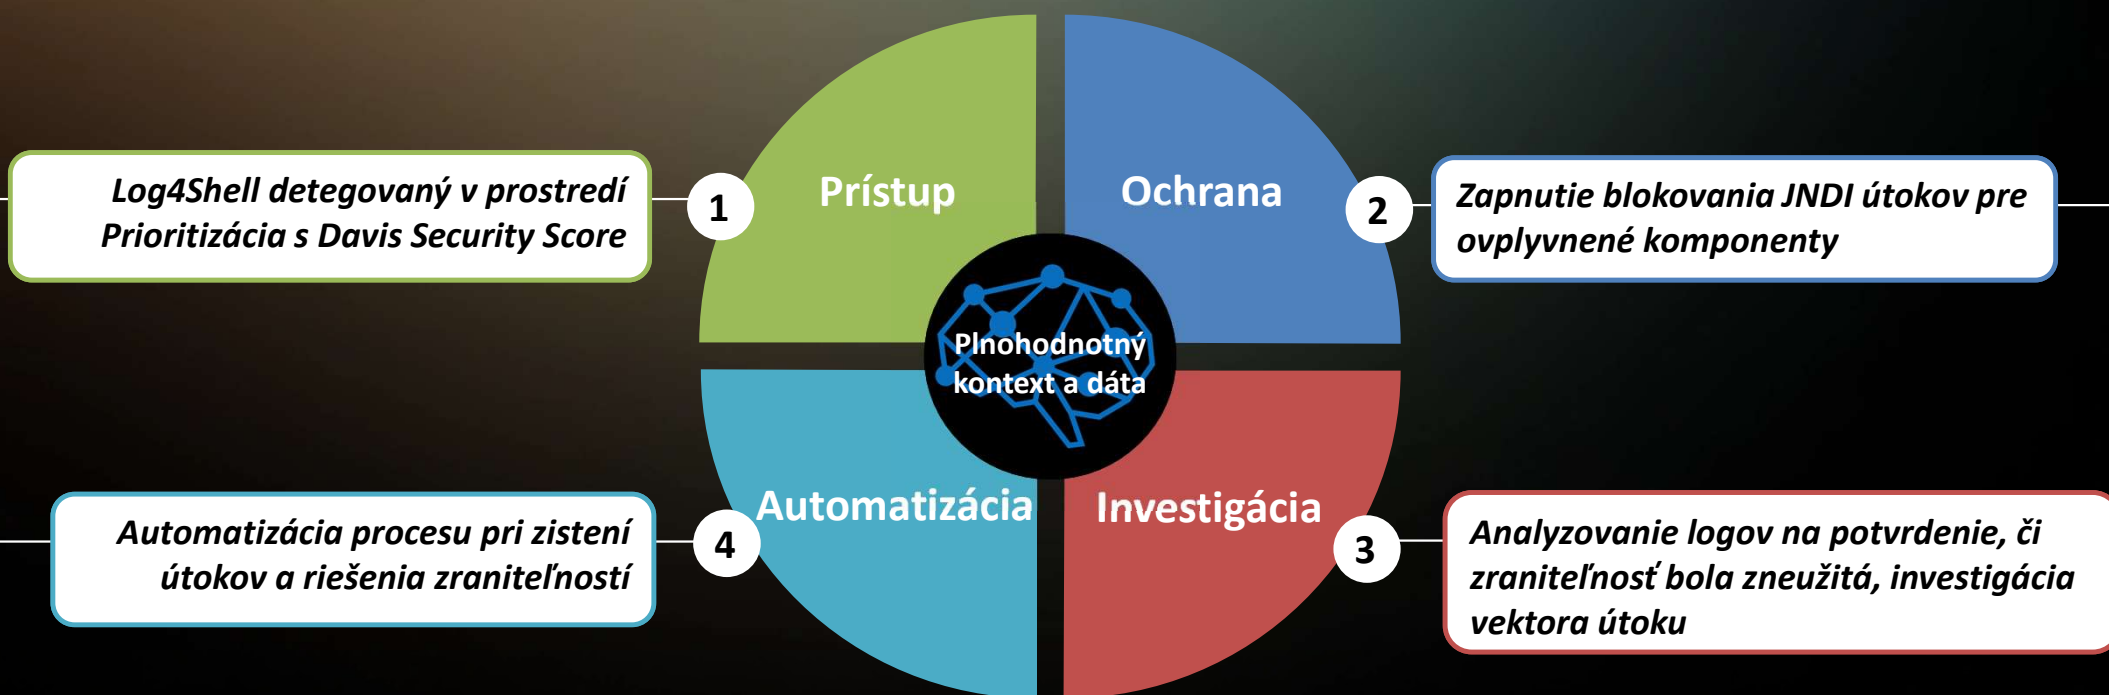 Prístup
1
Log4Shell detegovaný v prostredí
Prioritizácia s Davis Security Score
Ochrana
2
Zapnutie blokovania JNDI útokov pre
ovplyvnené komponenty
Plnohodnotný
kontext a dáta
Investigácia
3
Analyzovanie logov na potvrdenie, či
zraniteľnosť bola zneužitá, investigácia
vektora útoku
Automatizácia
4
Automatizácia procesu pri zistení
útokov a riešenia zraniteľností